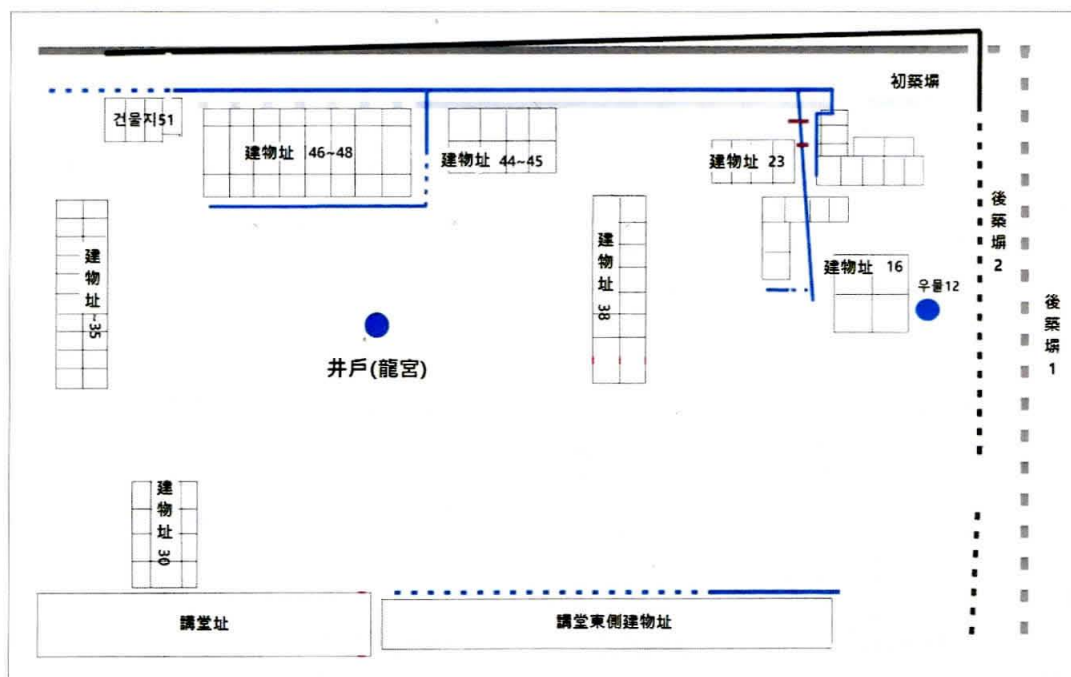 初築塀
건물지51
建物址 46~48
建物址 44~45
建物址 23
建物址 ~35
建物址 38
建物址 16
우물12
後築塀2
後築塀1
井戶(龍宮)
建物址 30
講堂址
講堂東側建物址